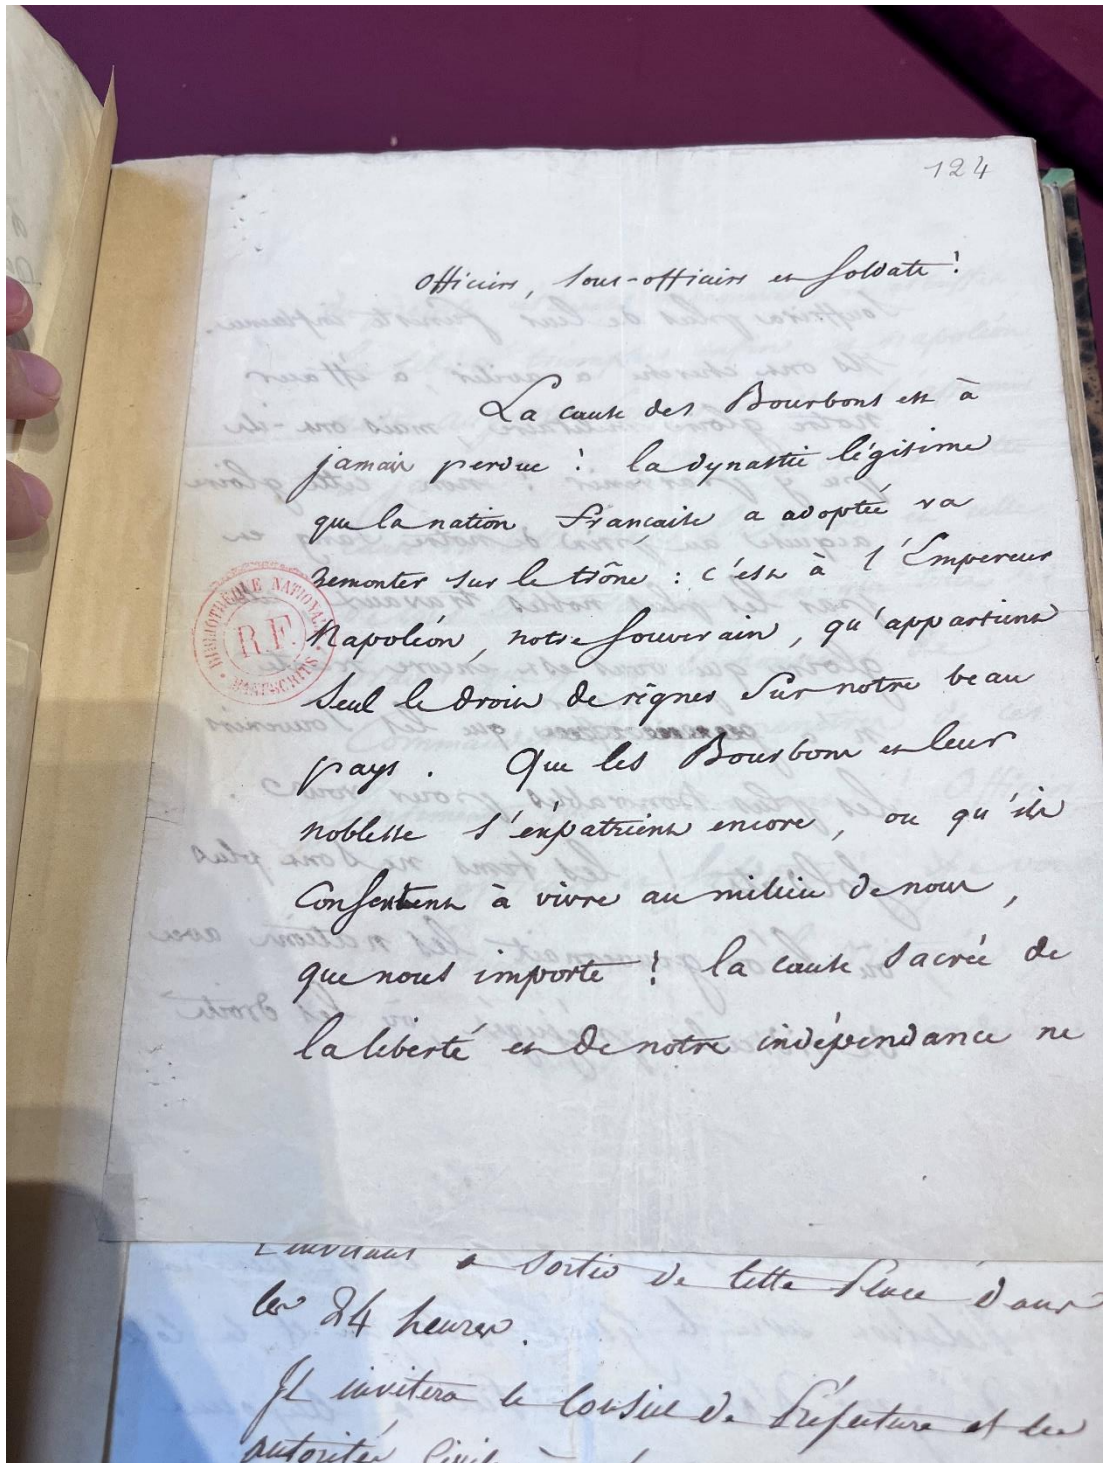 124
Officiers, sous-officiers et soldats !
La cause des Bourbons est à
jamais perdue ! la dynastie légitime
que la nation française a adoptée va
remonter sur le trône : c'est à l'Empereur
Napoléon, notre souverain, qu'appartient
seul le droit de règner sur notre beau
pays. Que les Bourbons et leur
noblesse s'expatrient encore, ou qu'ils
consentent à vivre au milieu de nous,
que nous importe ! la cause sacrée de
la liberté et de notre indépendance ne
BIBLIOTHÈQUE NATIONALE
R.F.
MANUSCRITS
à sortir de cette Place dans
les 24 heures.
Il invitera le Conseil de Préfecture et les
autorités